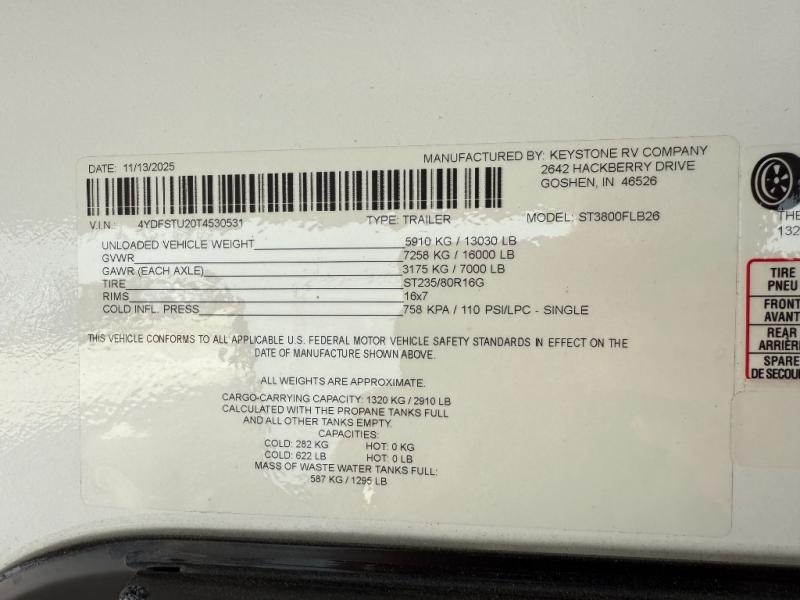 DATE: 11/13/2025
MANUFACTURED BY: KEYSTONE RV COMPANY
2642 HACKBERRY DRIVE
GOSHEN, IN 46526
V.I.N. 4YDFSTU20T4530531 TYPE: TRAILER MODEL: ST3800FLB26
UNLOADED VEHICLE WEIGHT 5910 KG / 13030 LB
GVWR 7258 KG / 16000 LB
GAWR (EACH AXLE) 3175 KG / 7000 LB
TIRE ST235/80R16G
RIMS 16x7
COLD INFL. PRESS 758 KPA / 110 PSI/LPC - SINGLE
THIS VEHICLE CONFORMS TO ALL APPLICABLE U.S. FEDERAL MOTOR VEHICLE SAFETY STANDARDS IN EFFECT ON THE
DATE OF MANUFACTURE SHOWN ABOVE.
ALL WEIGHTS ARE APPROXIMATE.
CARGO-CARRYING CAPACITY: 1320 KG / 2910 LB
CALCULATED WITH THE PROPANE TANKS FULL
AND ALL OTHER TANKS EMPTY.
CAPACITIES:
COLD: 282 KG HOT: 0 KG
COLD: 622 LB HOT: 0 LB
MASS OF WASTE WATER TANKS FULL:
587 KG / 1295 LB
THE
132
TIRE
PNEU
FRONT
AVANT
REAR
ARRIÈRE
SPARE
DE SECOU